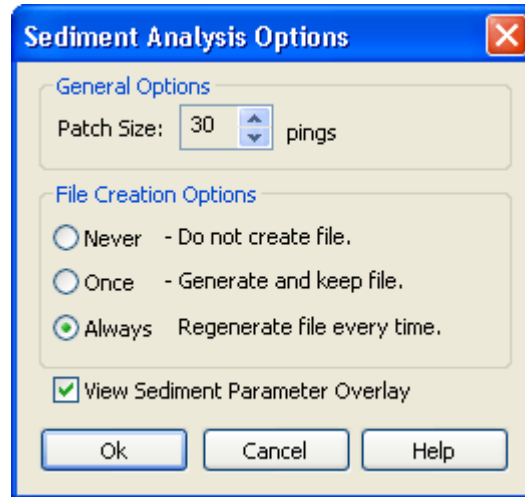 Sediment Analysis Options
General Options
Patch Size: 30 pings
File Creation Options
Never - Do not create file.
Once - Generate and keep file.
Always Regenerate file every time.
View Sediment Parameter Overlay
Ok Cancel Help